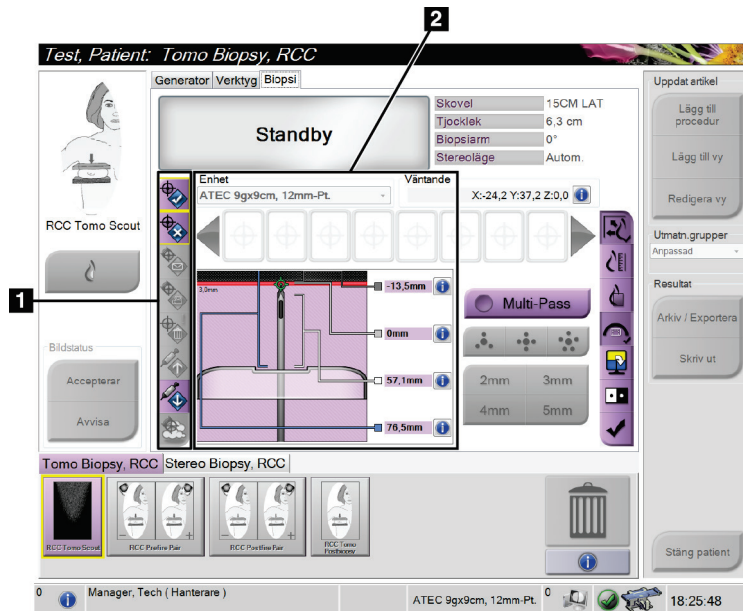 2
Test, Patient: Tomo Biopsy, RCC
Generator Verktyg Biopsi
Standby
Skovel 15CM LAT
Tjocklek 6,3 cm
Biopsiarm 0°
Stereoläge Autom.
Enhet
ATEC 9gx9cm, 12mm-Pt.
Väntande
X:-24,2 Y:37,2 Z:0,0
RCC Tomo Scout
1
3,0mm
-13,5mm
0mm
57,1mm
76,5mm
Multi-Pass
2mm 3mm
4mm 5mm
Bildstatus
Accepterar
Avvisa
Uppdat artikel
Lägg till
procedur
Lägg till vy
Redigera vy
Utmatn.grupper
Anpassad
Resultat
Arkiv / Exportera
Skriv ut
Stäng patient
Tomo Biopsy, RCC Stereo Biopsy, RCC
RCC Tomo Scout
RCC Prefire Pair
RCC Postfire Pair
RCC Tomo
Postbiopsy
0 Manager, Tech ( Hanterare ) ATEC 9gx9cm, 12mm-Pt. 0 18:25:48